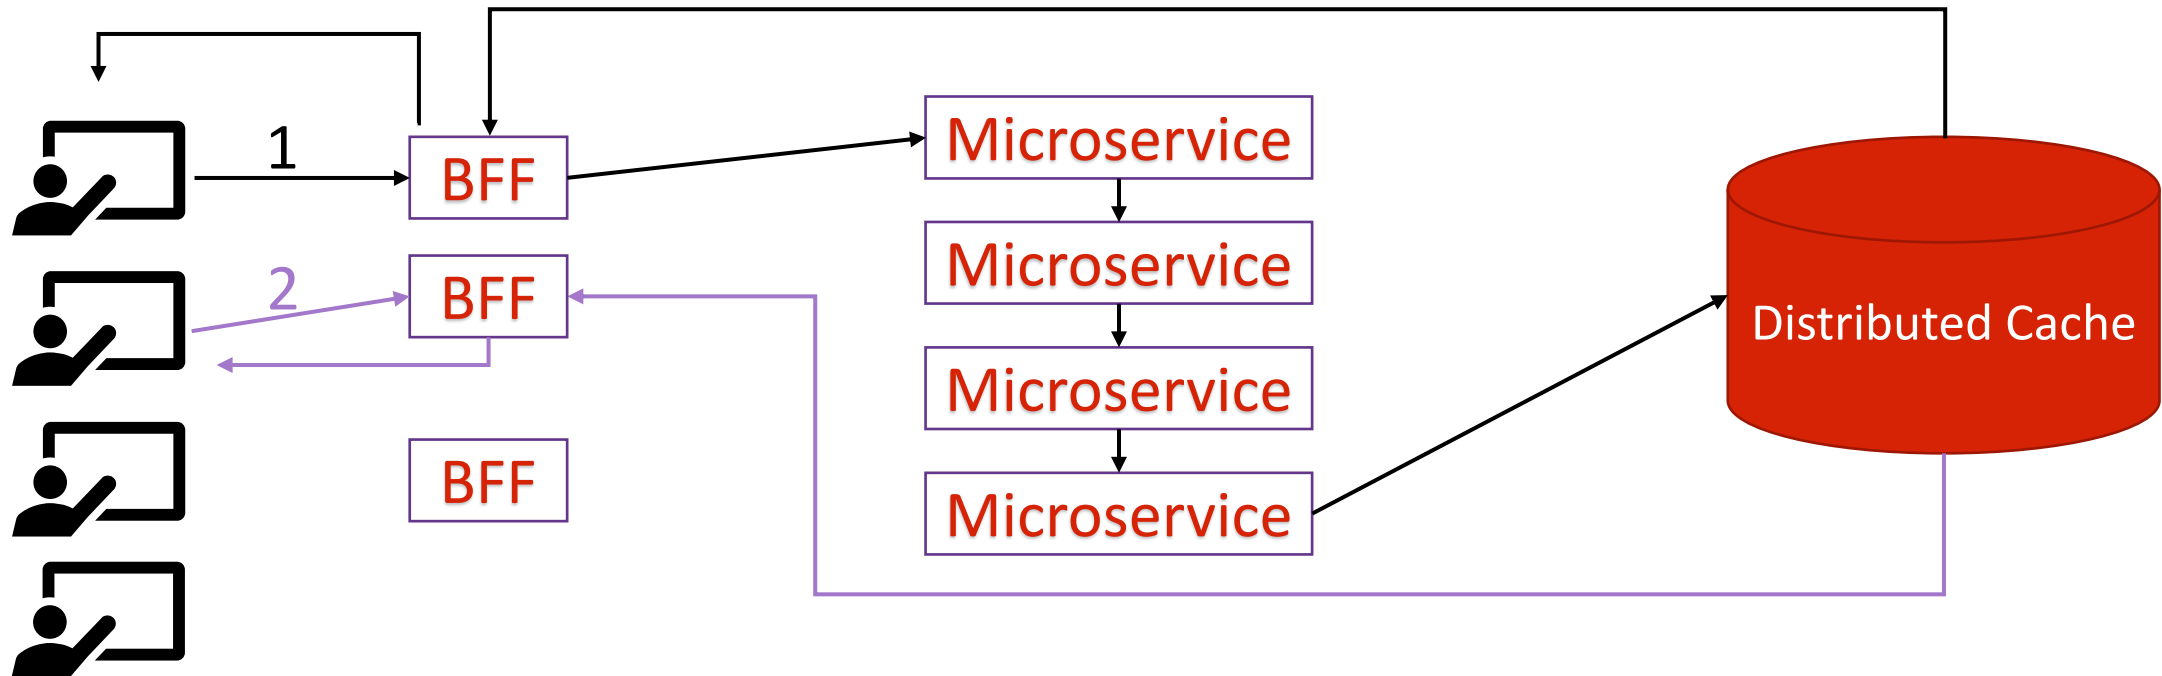 1
BFF
2
BFF
BFF
Microservice
Microservice
Microservice
Microservice
Distributed Cache